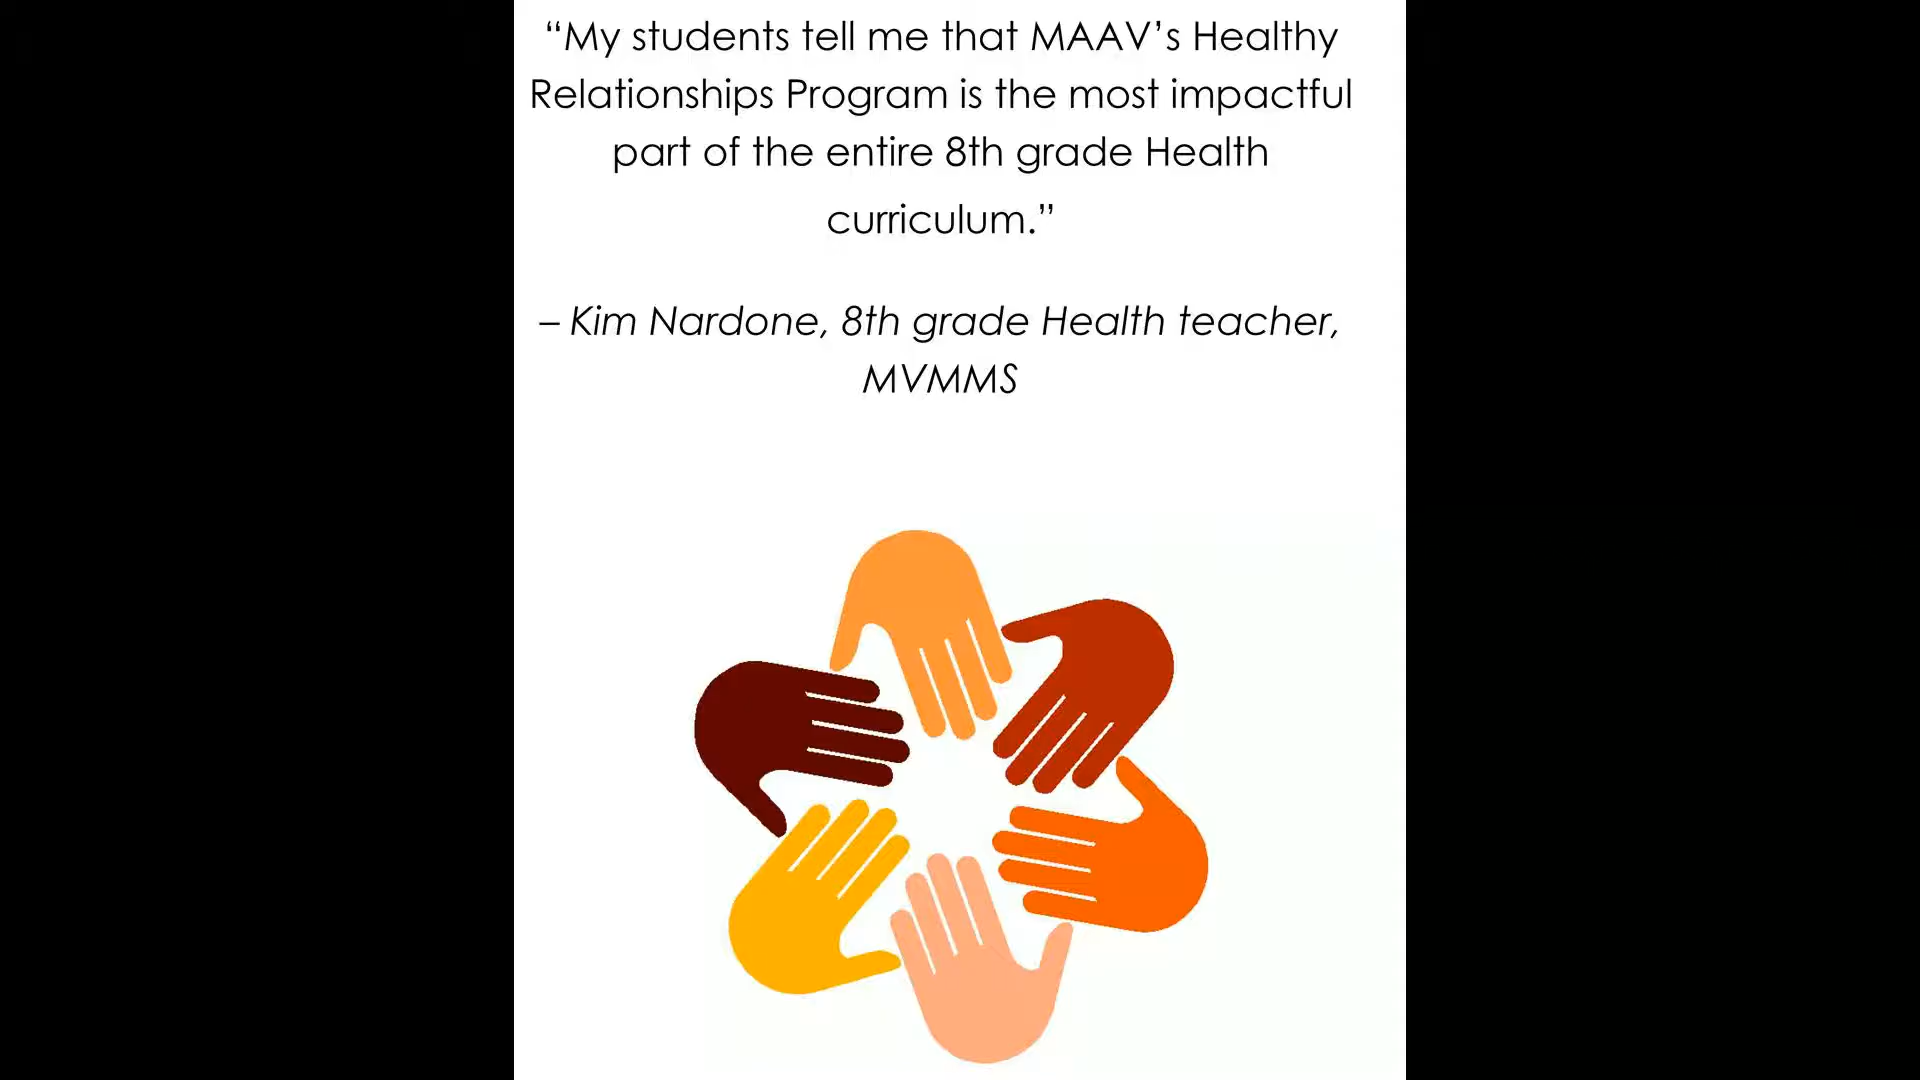 “My students tell me that MAAV’s Healthy
Relationships Program is the most impactful
part of the entire 8th grade Health
curriculum.”
– Kim Nardone, 8th grade Health teacher,
MVMMS